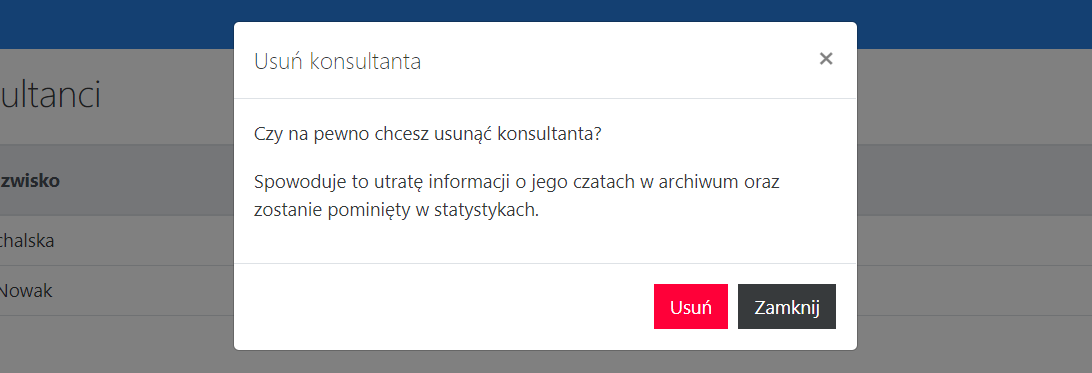 Usuń konsultanta
×
ultanci
Czy na pewno chcesz usunąć konsultanta?
zwisko
Spowoduje to utratę informacji o jego czatach w archiwum oraz
zostanie pominięty w statystykach.
chalska
Nowak
Usuń Zamknij